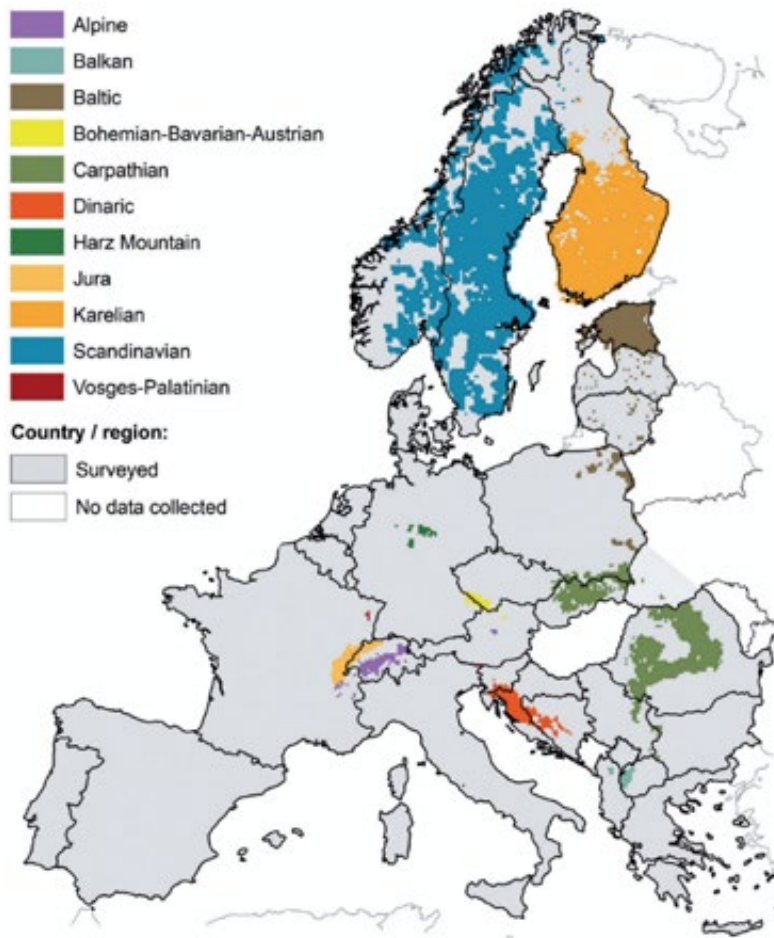 Alpine
Balkan
Baltic
Bohemian-Bavarian-Austrian
Carpathian
Dinaric
Harz Mountain
Jura
Karelian
Scandinavian
Vosges-Palatinian
Country / region:
Surveyed
No data collected